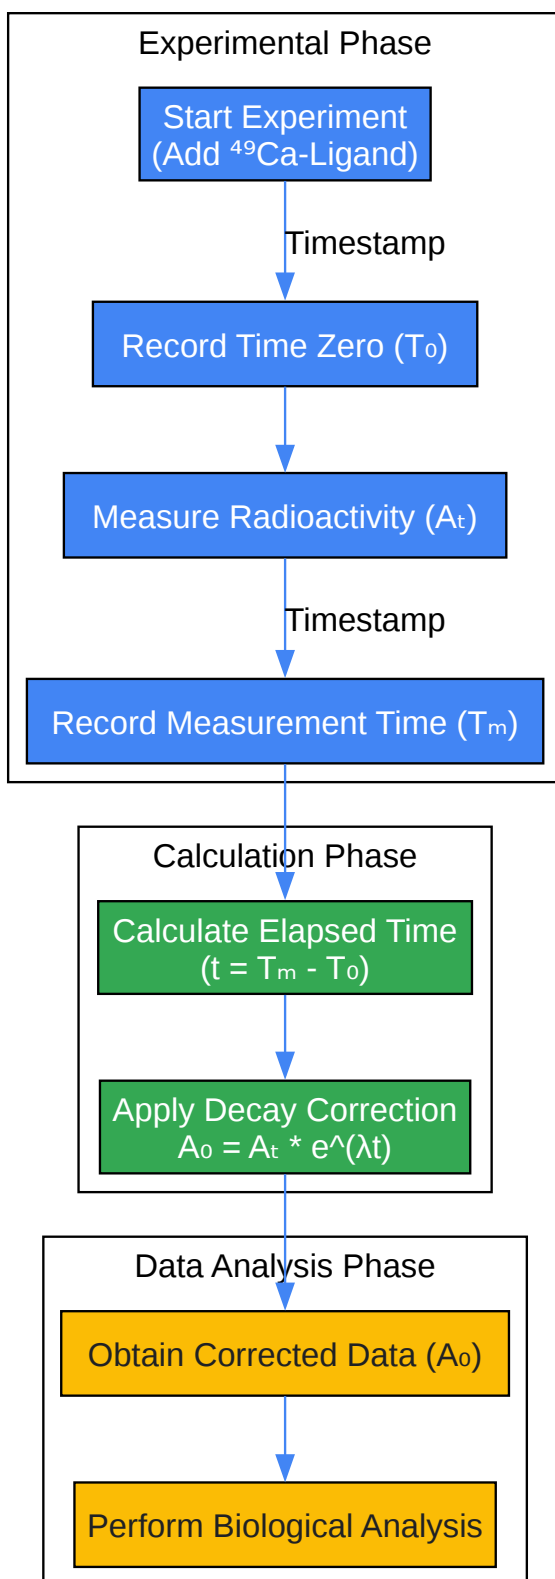 Experimental Phase
Start Experiment
(Add ⁴⁹Ca-Ligand)
Timestamp
Record Time Zero (T₀)
Measure Radioactivity (Aₜ)
Timestamp
Record Measurement Time (Tₘ)
Calculation Phase
Calculate Elapsed Time
(t = Tₘ - T₀)
Apply Decay Correction
A₀ = Aₜ * e^(λt)
Data Analysis Phase
Obtain Corrected Data (A₀)
Perform Biological Analysis